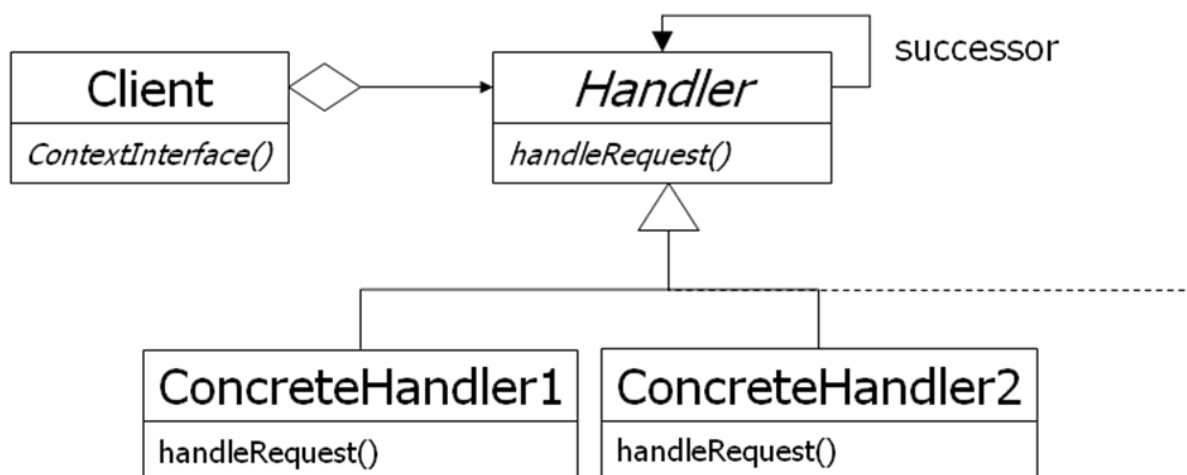 Client
ContextInterface()
Handler
handleRequest()
successor
ConcreteHandler1
handleRequest()
ConcreteHandler2
handleRequest()